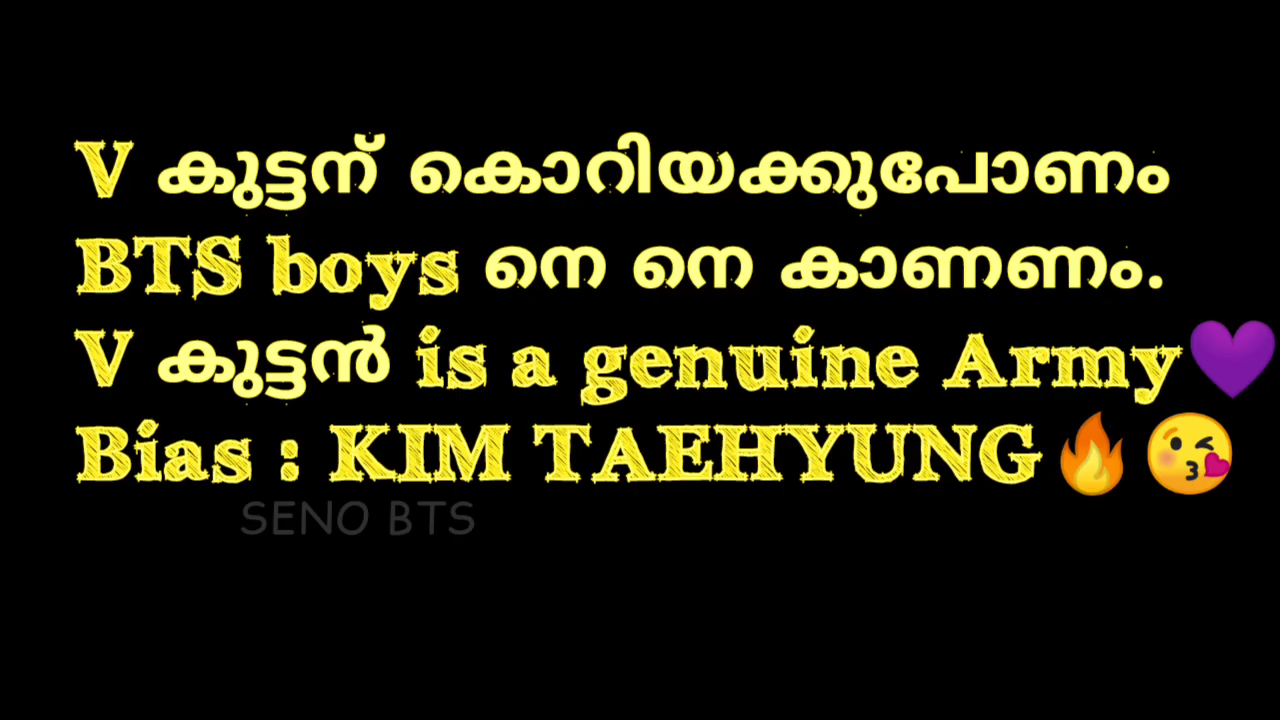 V കുട്ടന് കൊറിയക്കുപോണം
BTS boys നെ നെ കാണണം.
V കുട്ടൻ is a genuine Army💜
Bias : KIM TAEHYUNG🔥😘
SENO BTS